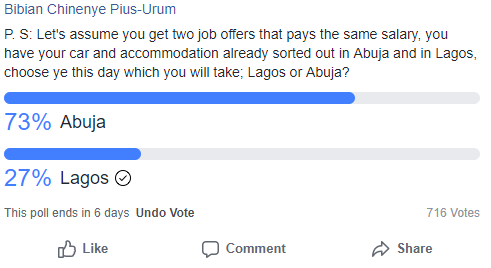 Bibian Chinenye Pius-Urum
P. S: Let's assume you get two job offers that pays the same salary, you
have your car and accommodation already sorted out in Abuja and in Lagos,
choose ye this day which you will take; Lagos or Abuja?
73% Abuja
27% Lagos
This poll ends in 6 days Undo Vote 716 Votes
Like Comment Share